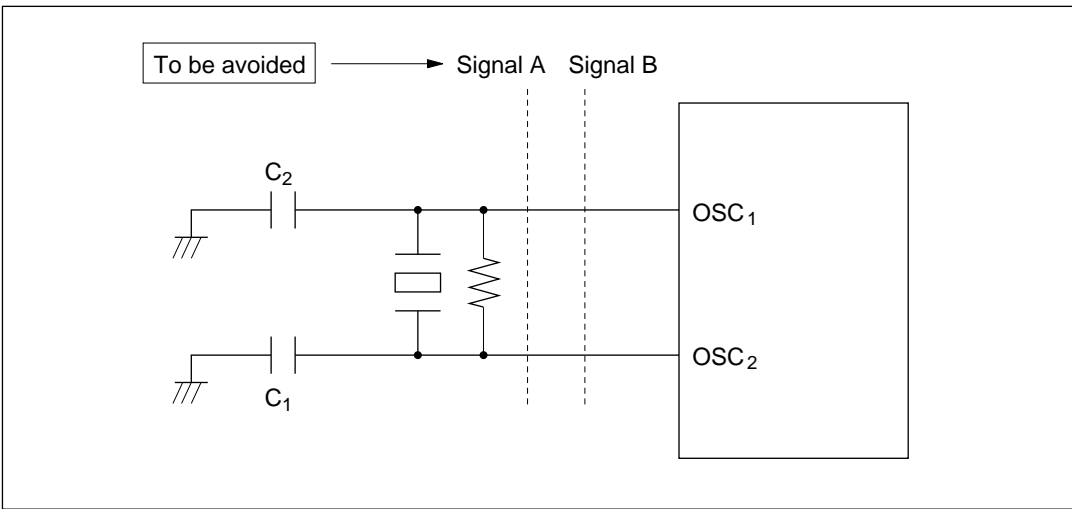 To be avoided Signal A Signal B
C2
OSC1
OSC2
C1